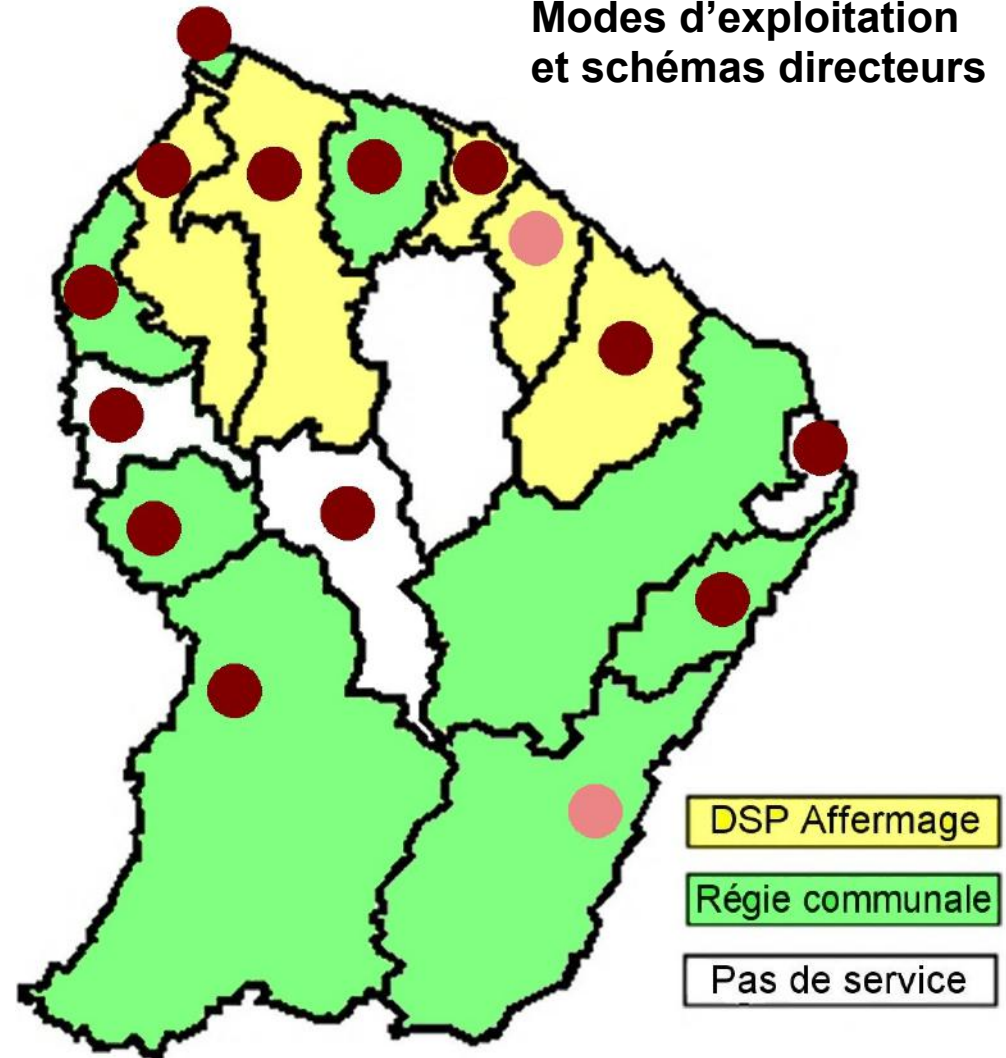 Modes d’exploitation
et schémas directeurs
DSP Affermage
Régie communale
Pas de service